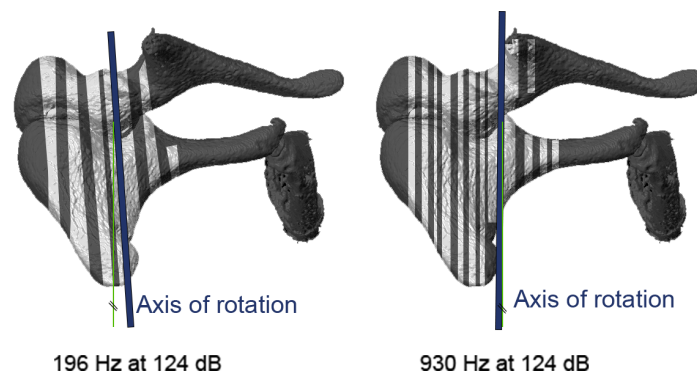 Axis of rotation
Axis of rotation
196 Hz at 124 dB
930 Hz at 124 dB